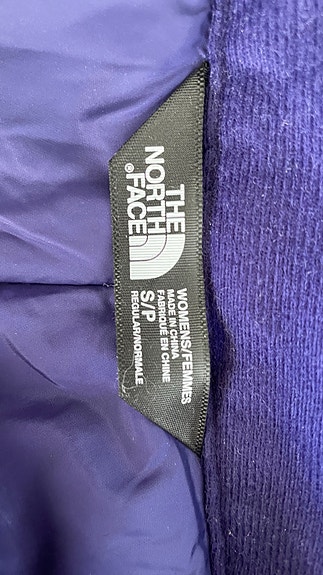 THE
NORTH
FACE®
WOMENS/FEMMES
MADE IN CHINA
FABRIQUÉ EN CHINE
S/P
REGULAR/NORMALE